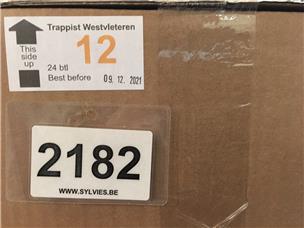 Trappist Westvleteren
This side up
12
24 btl
Best before 09.12.2021
2182
WWW.SYLVIES.BE